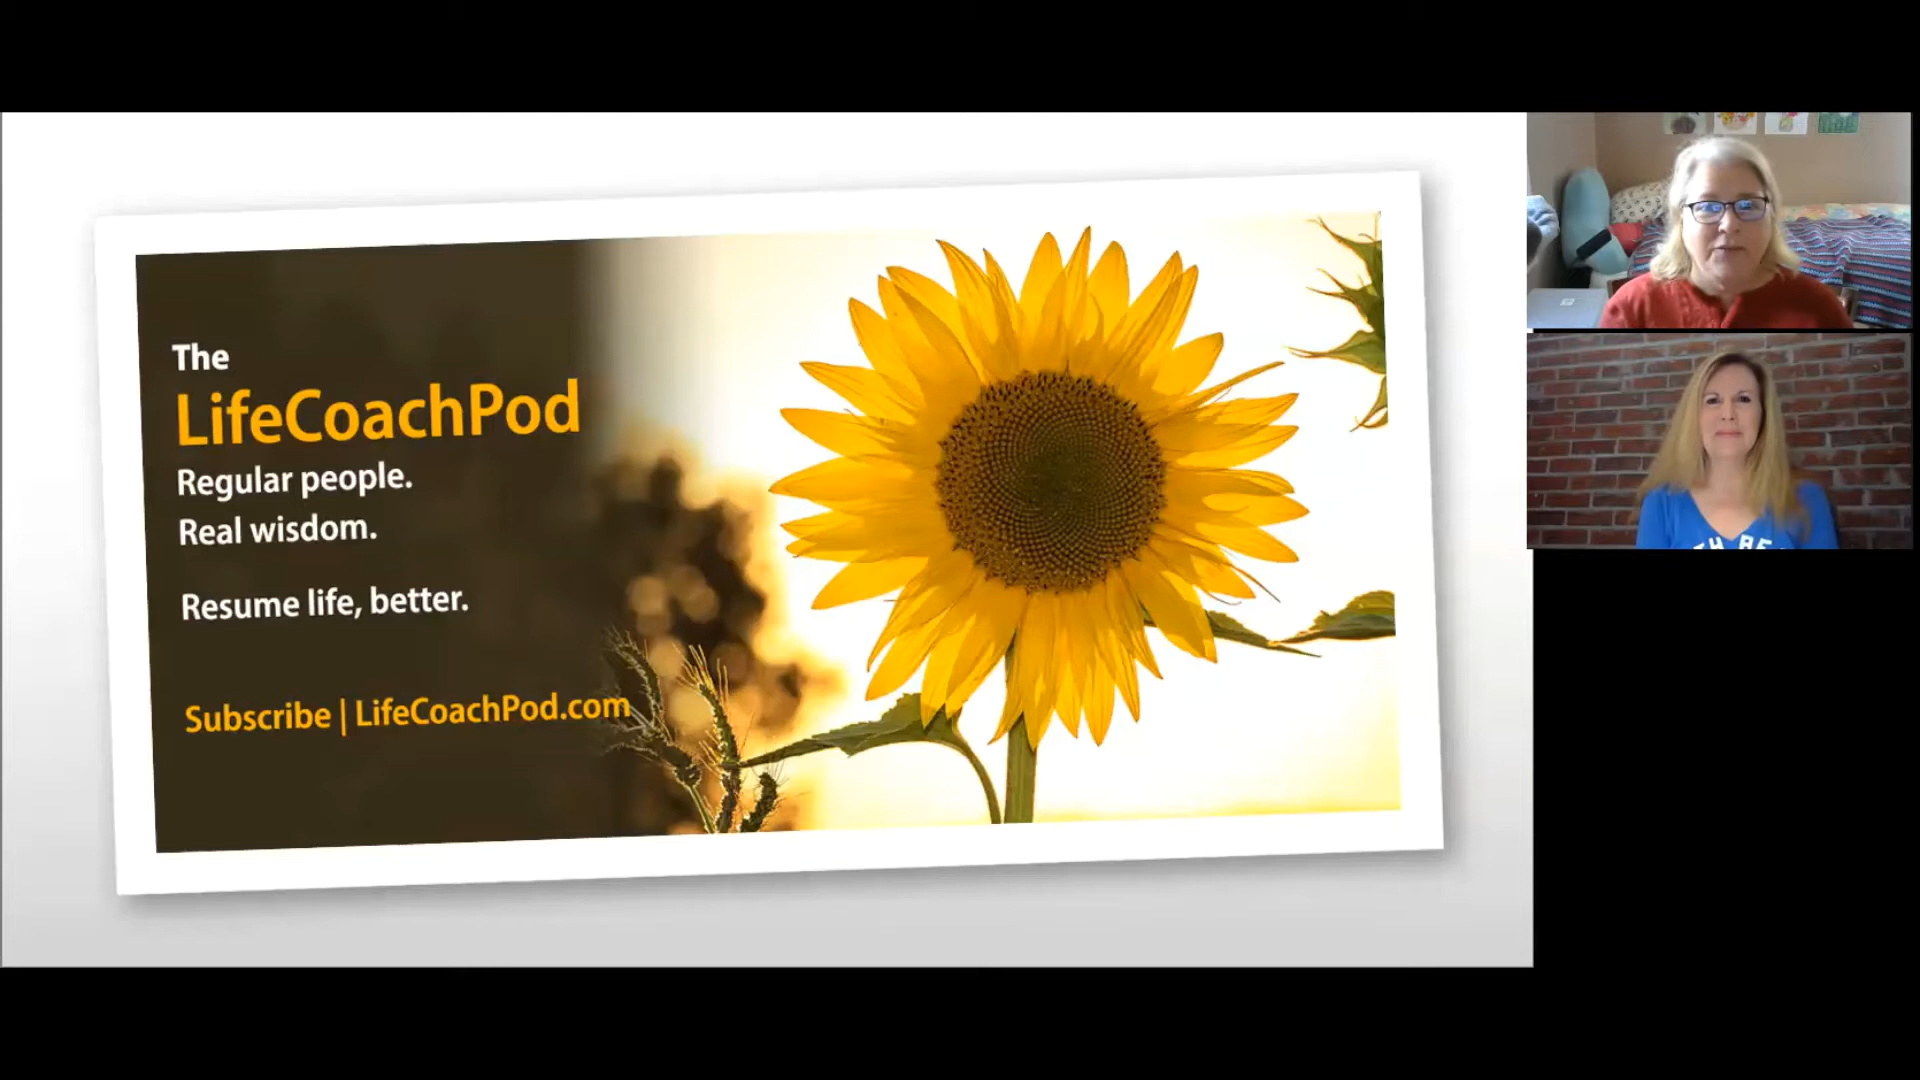 The
LifeCoachPod
Regular people.
Real wisdom.
Resume life, better.
Subscribe | LifeCoachPod.com